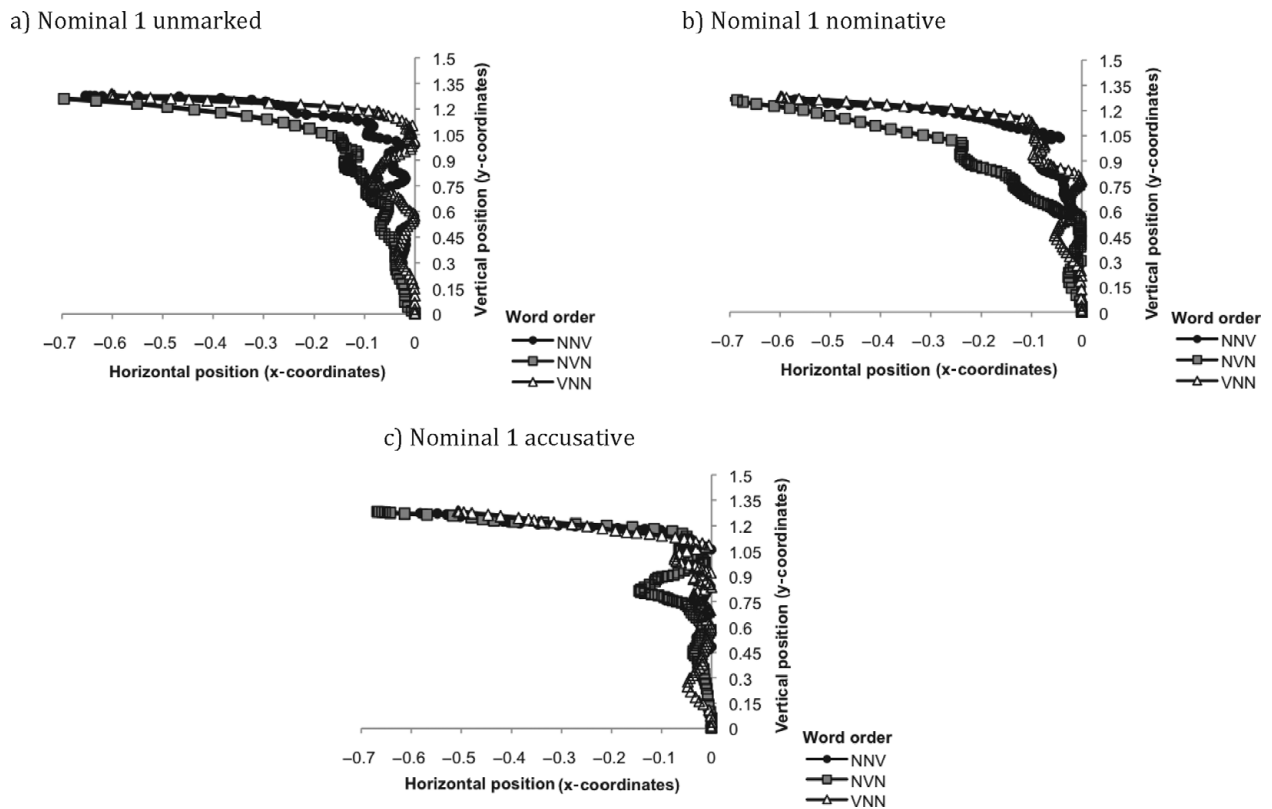 a) Nominal 1 unmarked
1.5
1.35
1.2
1.05
0.9
0.75
0.6
0.45
0.3
0.15
0
Vertical position (y-coordinates)
−0.7 −0.6 −0.5 −0.4 −0.3 −0.2 −0.1 0
Horizontal position (x-coordinates)
Word order
NNV
NVN
VNN
b) Nominal 1 nominative
1.5
1.35
1.2
1.05
0.9
0.75
0.6
0.45
0.3
0.15
0
Vertical position (y-coordinates)
−0.7 −0.6 −0.5 −0.4 −0.3 −0.2 −0.1 0
Horizontal position (x-coordinates)
Word order
NNV
NVN
VNN
c) Nominal 1 accusative
1.5
1.35
1.2
1.05
0.9
0.75
0.6
0.45
0.3
0.15
0
Vertical position (y-coordinates)
−0.7 −0.6 −0.5 −0.4 −0.3 −0.2 −0.1 0
Horizontal position (x-coordinates)
Word order
NNV
NVN
VNN